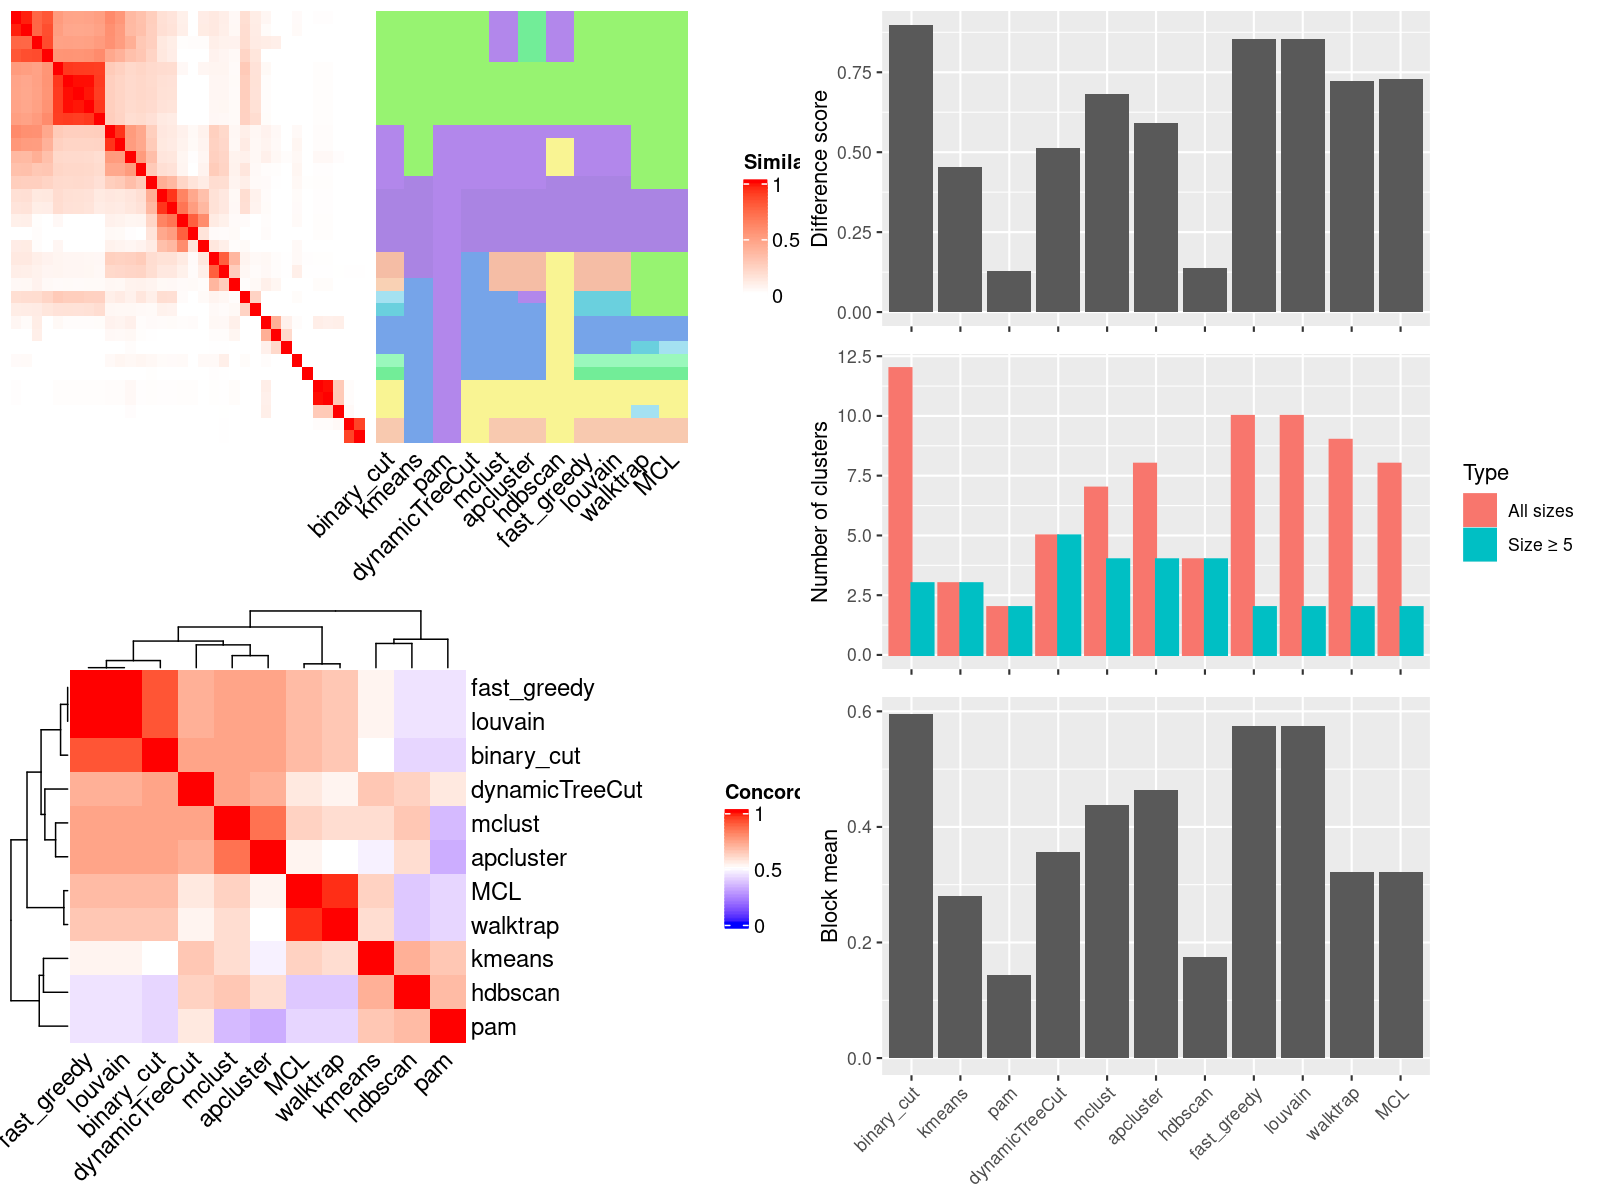 Simila
1
0.5
0
binary_cut
kmeans
pam
dynamicTreeCut
mclust
apcluster
hdbscan
fast_greedy
louvain
walktrap
MCL
fast_greedy
louvain
binary_cut
dynamicTreeCut
mclust
apcluster
MCL
walktrap
kmeans
hdbscan
pam
Concord
1
0.5
0
fast_greedy
louvain
binary_cut
dynamicTreeCut
mclust
apcluster
MCL
walktrap
kmeans
hdbscan
pam
Difference score
0.75
0.50
0.25
0.00
Number of clusters
12.5
10.0
7.5
5.0
2.5
0.0
Type
All sizes
Size ≥ 5
Block mean
0.6
0.4
0.2
0.0
binary_cut
kmeans
pam
dynamicTreeCut
mclust
apcluster
hdbscan
fast_greedy
louvain
walktrap
MCL